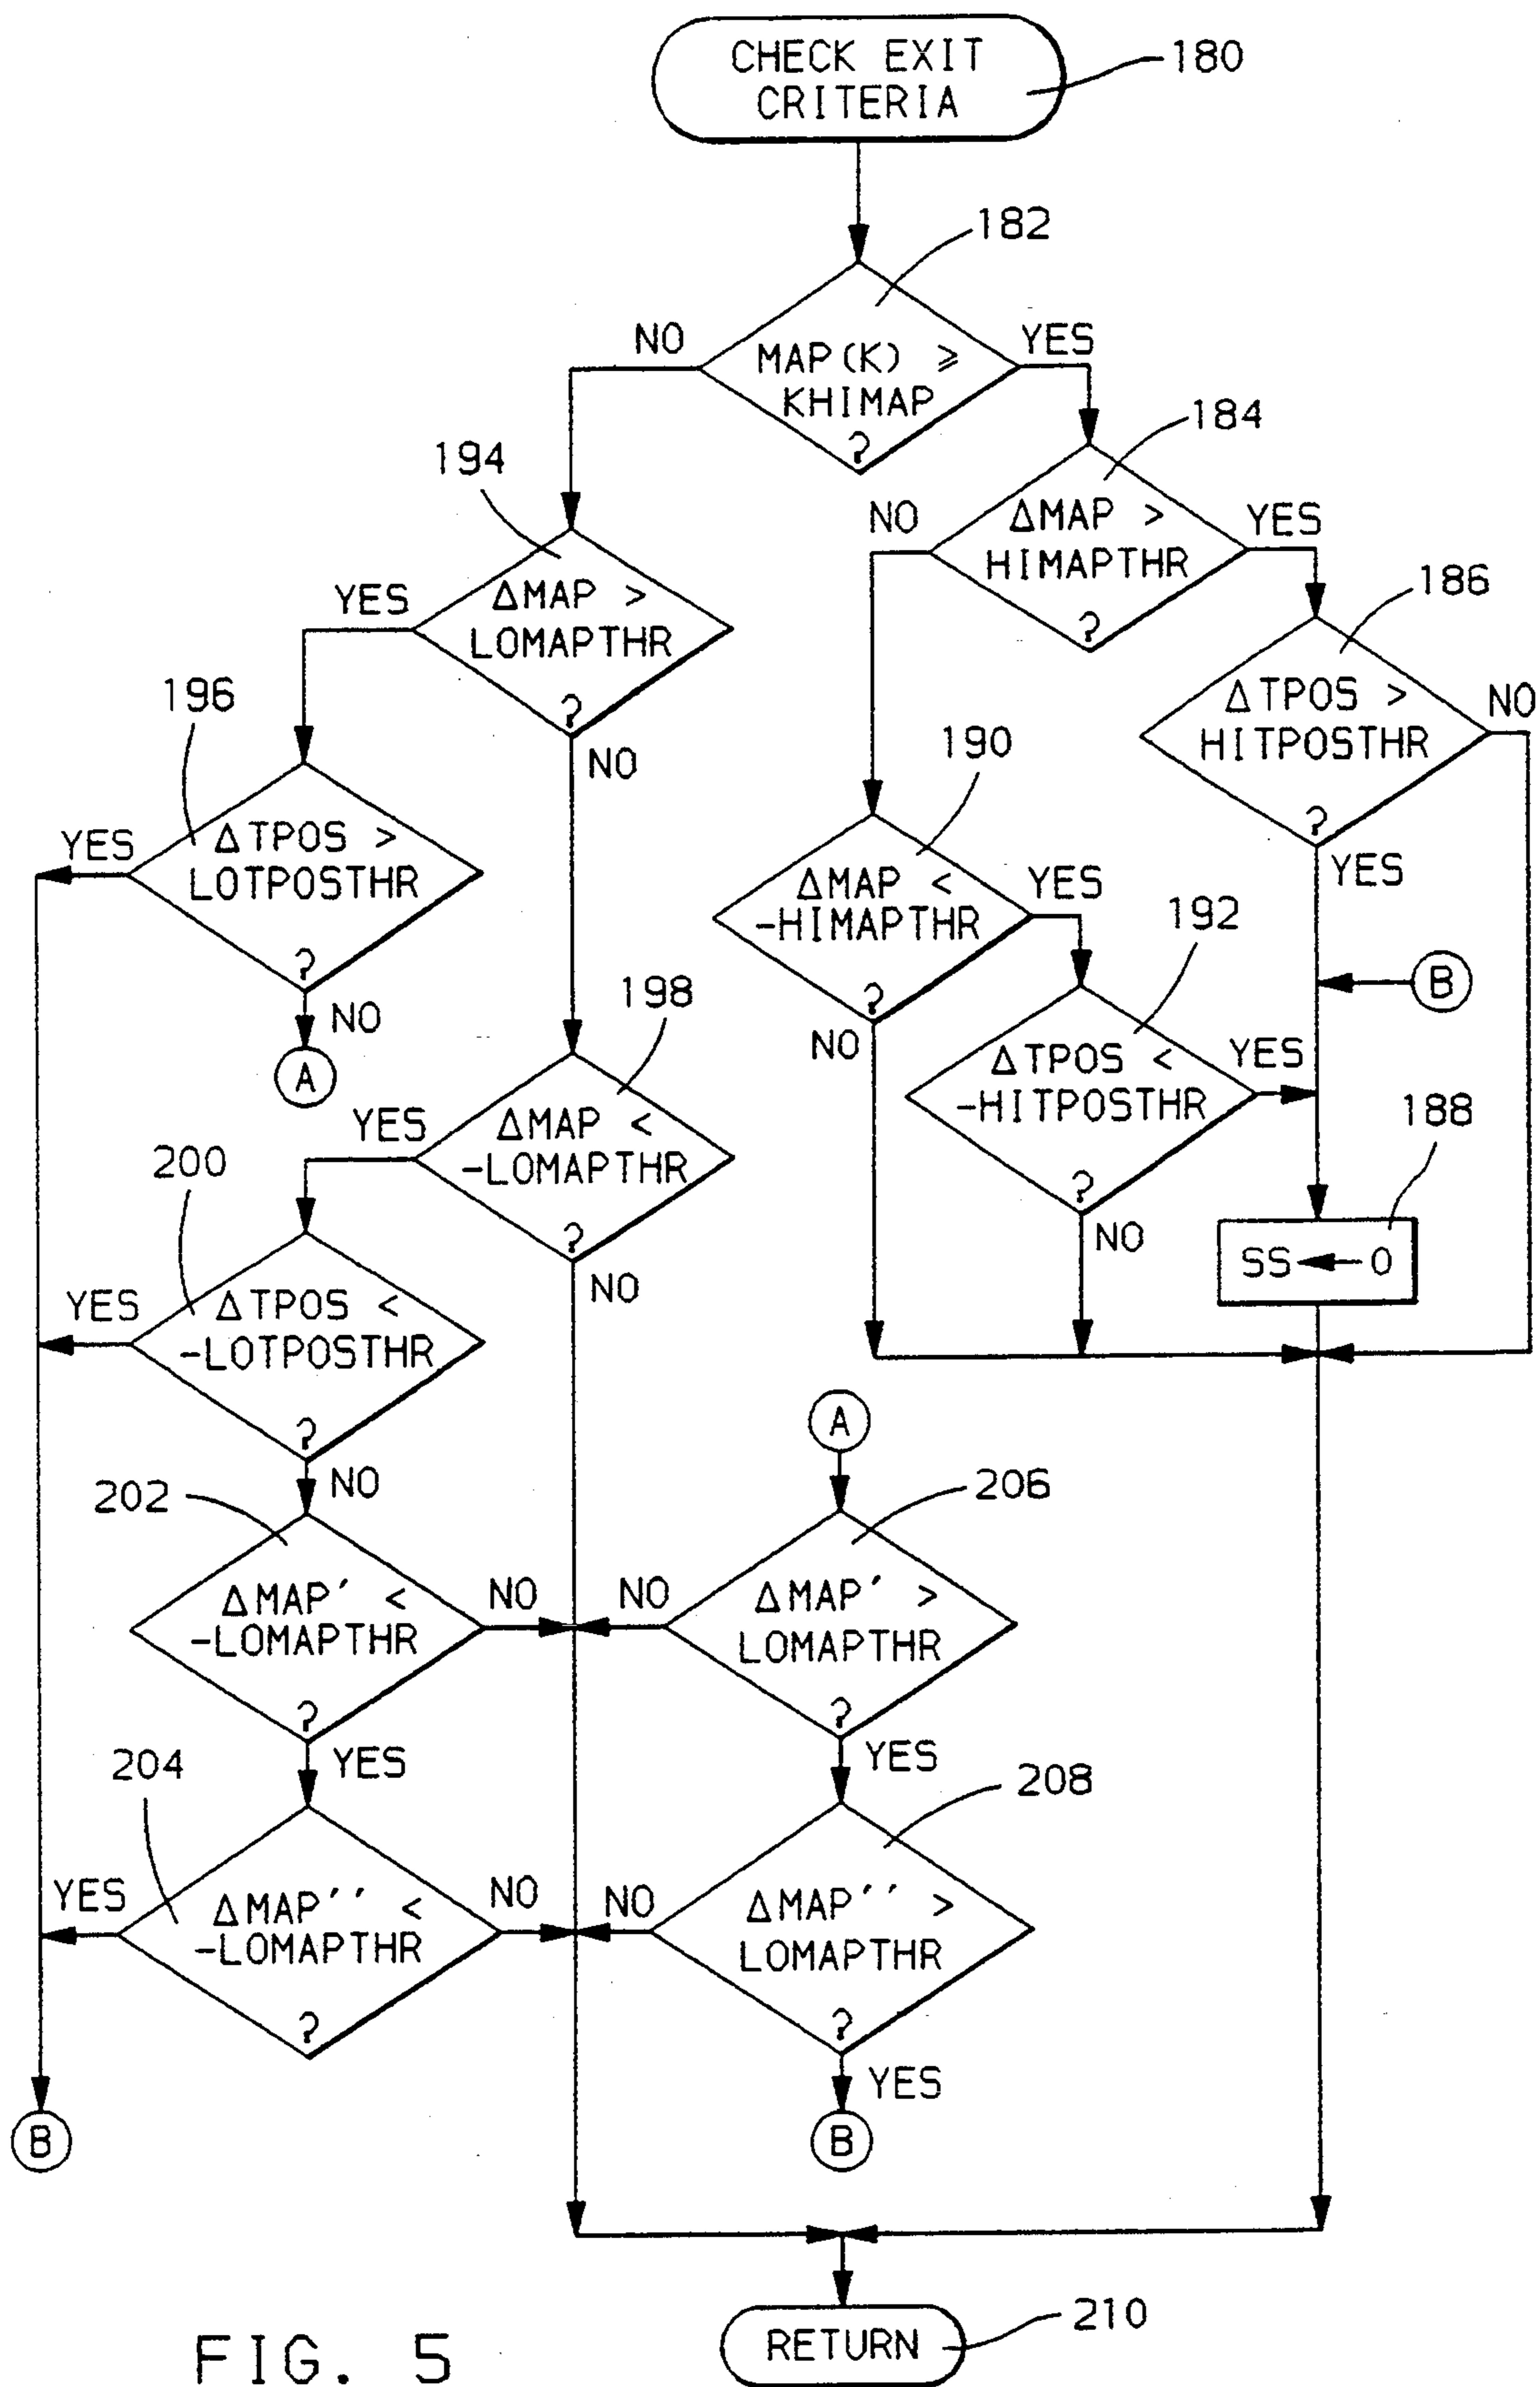 CHECK EXIT
CRITERIA
180
182
NO
MAP(K) ≥
KHIMAP
?
YES
184
NO
ΔMAP >
HIMAPTHR
?
YES
194
YES
ΔMAP >
LOMAPTHR
?
NO
186
ΔTPOS >
HITPOSTHR
?
NO
YES
196
YES
ΔTPOS >
LOTPOSTHR
?
NO
A
190
ΔMAP <
-HIMAPTHR
?
YES
NO
192
ΔTPOS <
-HITPOSTHR
?
YES
NO
B
188
SS ← 0
198
YES
ΔMAP <
-LOMAPTHR
?
NO
200
YES
ΔTPOS <
-LOTPOSTHR
?
NO
A
202
ΔMAP' <
-LOMAPTHR
?
NO
YES
206
NO
ΔMAP' >
LOMAPTHR
?
YES
204
YES
ΔMAP'' <
-LOMAPTHR
?
NO
208
NO
ΔMAP'' >
LOMAPTHR
?
YES
B
B
RETURN
210
FIG. 5